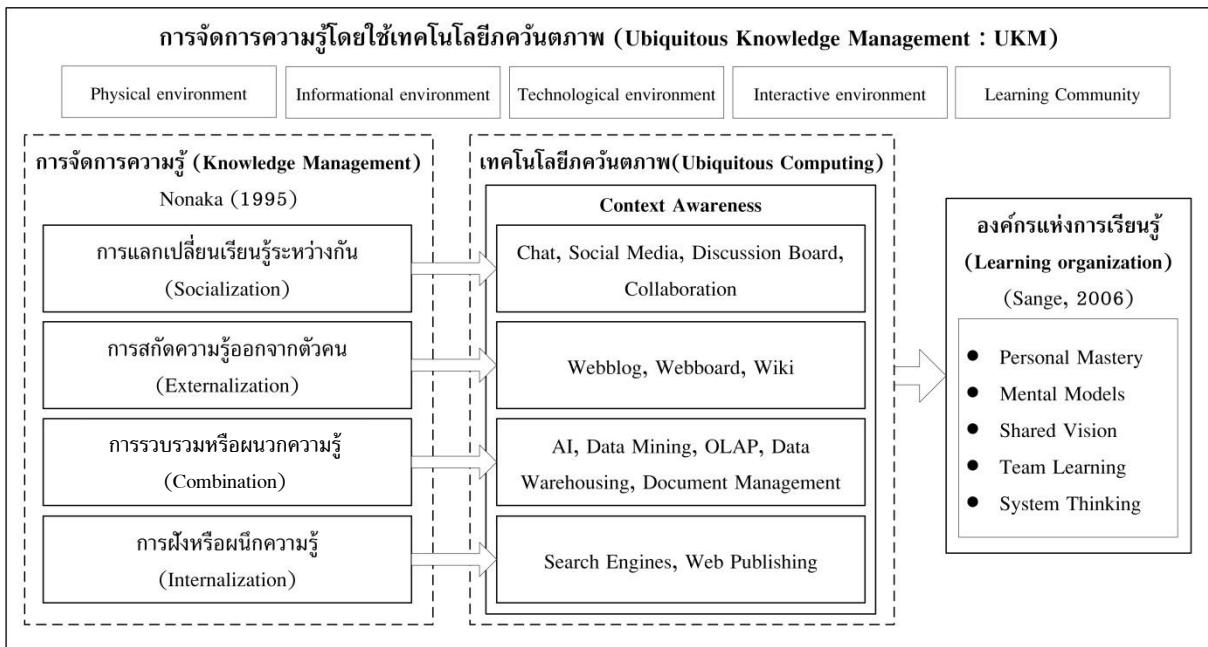 การจัดการความรู้โดยใช้เทคโนโลยีภควันตภาพ (Ubiquitous Knowledge Management : UKM)
Physical environment
Informational environment
Technological environment
Interactive environment
Learning Community
การจัดการความรู้ (Knowledge Management)
Nonaka (1995)
การแลกเปลี่ยนเรียนรู้ระหว่างกัน
(Socialization)
การสกัดความรู้ออกจากตัวคน
(Externalization)
การรวบรวมหรือผนวกความรู้
(Combination)
การฝังหรือผนึกความรู้
(Internalization)
เทคโนโลยีภควันตภาพ(Ubiquitous Computing)
Context Awareness
Chat, Social Media, Discussion Board,
Collaboration
Webblog, Webboard, Wiki
AI, Data Mining, OLAP, Data
Warehousing, Document Management
Search Engines, Web Publishing
องค์กรแห่งการเรียนรู้
(Learning organization)
(Sange, 2006)
● Personal Mastery
● Mental Models
● Shared Vision
● Team Learning
● System Thinking